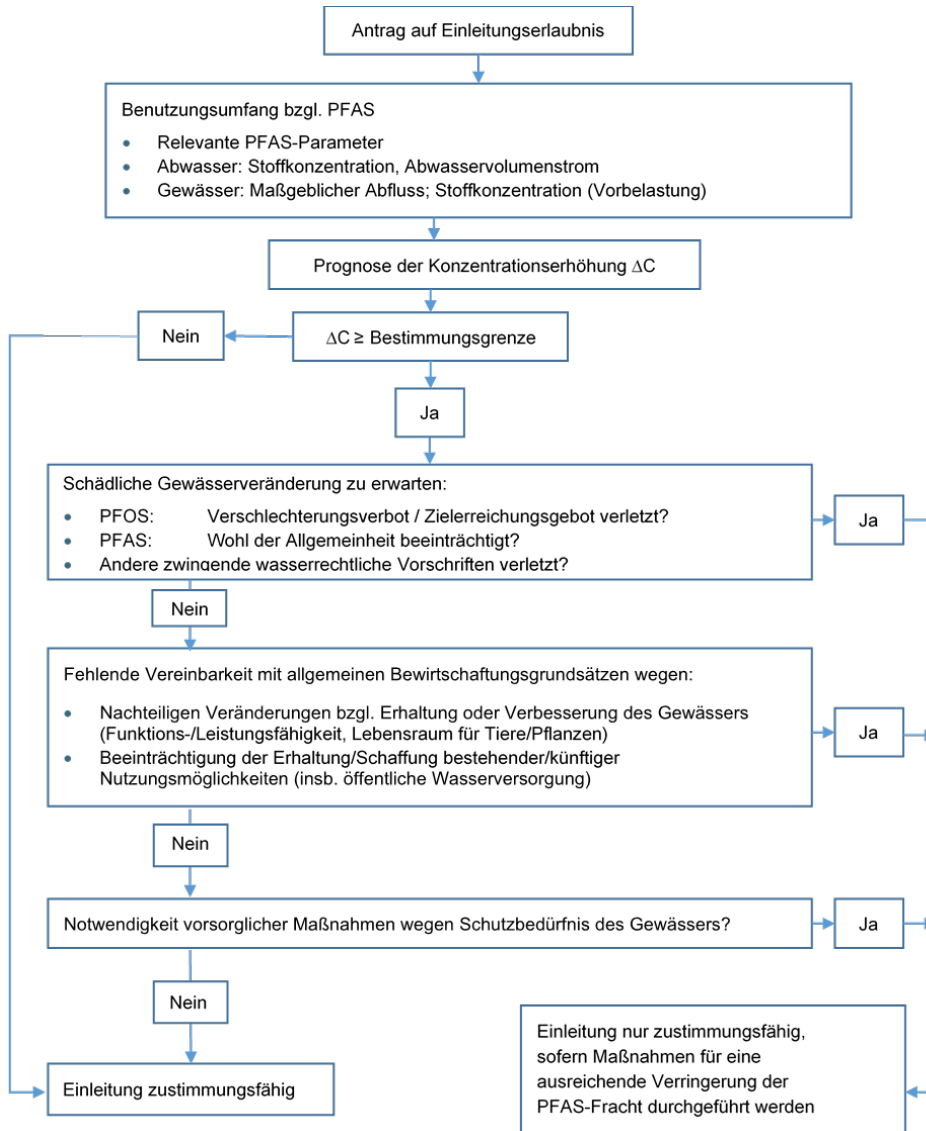 Antrag auf Einleitungserlaubnis
Benutzungsumfang bzgl. PFAS
• Relevante PFAS-Parameter
• Abwasser: Stoffkonzentration, Abwasservolumenstrom
• Gewässer: Maßgeblicher Abfluss; Stoffkonzentration (Vorbelastung)
Prognose der Konzentrationserhöhung ΔC
Nein
ΔC ≥ Bestimmungsgrenze
Ja
Schädliche Gewässerveränderung zu erwarten:
• PFOS: Verschlechterungsverbot / Zielerreichungsgebot verletzt?
• PFAS: Wohl der Allgemeinheit beeinträchtigt?
• Andere zwingende wasserrechtliche Vorschriften verletzt?
Ja
Nein
Fehlende Vereinbarkeit mit allgemeinen Bewirtschaftungsgrundsätzen wegen:
• Nachteiligen Veränderungen bzgl. Erhaltung oder Verbesserung des Gewässers
(Funktions-/Leistungsfähigkeit, Lebensraum für Tiere/Pflanzen)
• Beeinträchtigung der Erhaltung/Schaffung bestehender/künftiger
Nutzungsmöglichkeiten (insb. öffentliche Wasserversorgung)
Ja
Nein
Notwendigkeit vorsorglicher Maßnahmen wegen Schutzbedürfnis des Gewässers?
Ja
Nein
Einleitung zustimmungsfähig
Einleitung nur zustimmungsfähig,
sofern Maßnahmen für eine
ausreichende Verringerung der
PFAS-Fracht durchgeführt werden